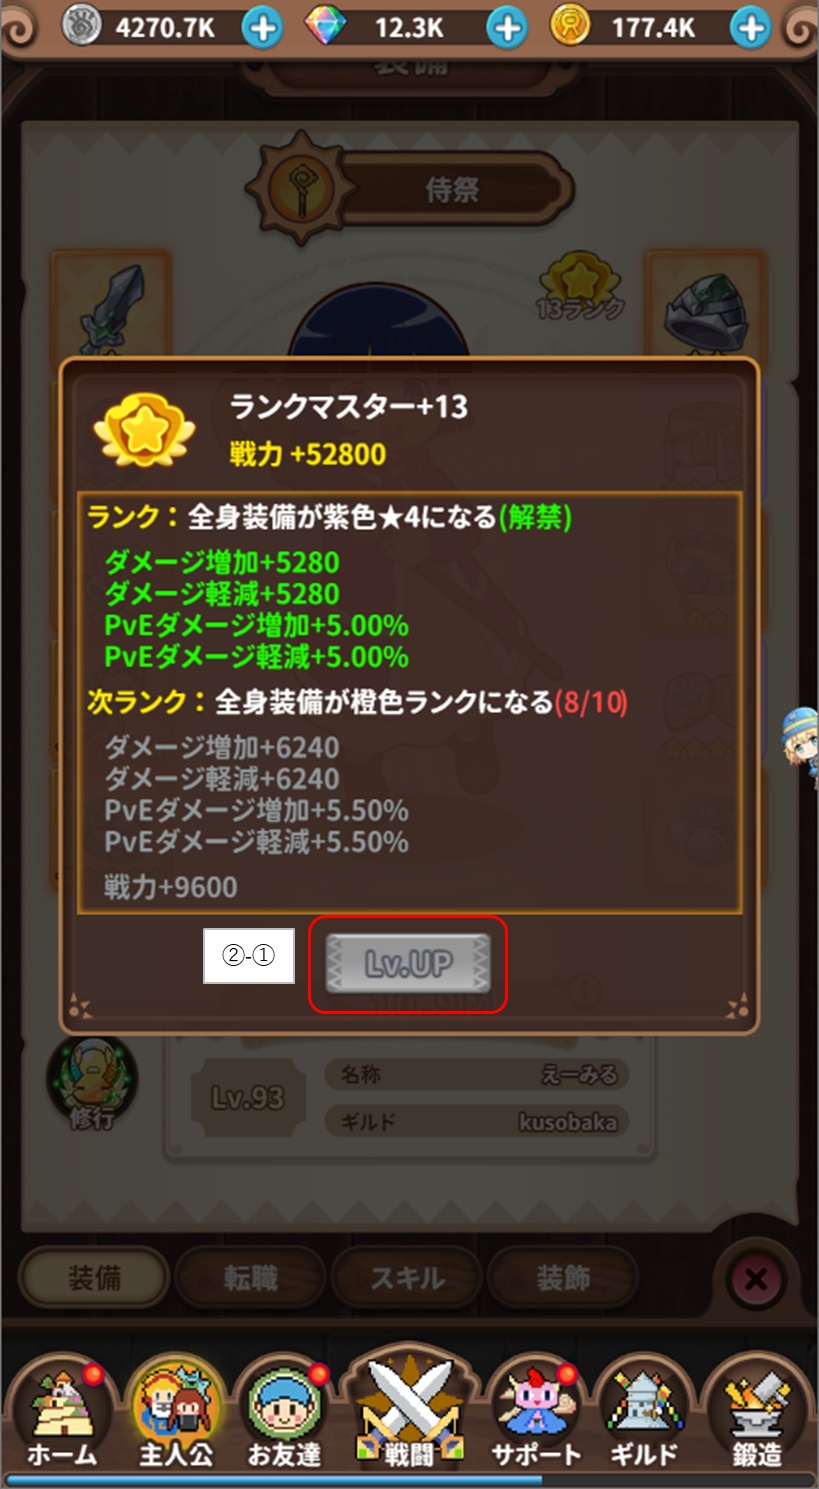 4270.7K
12.3K
177.4K
装備
侍祭
13ランク
ランクマスター+13
戦力 +52800
ランク：全身装備が紫色★4になる(解禁)
ダメージ増加+5280
ダメージ軽減+5280
PvEダメージ増加+5.00%
PvEダメージ軽減+5.00%
次ランク：全身装備が橙色ランクになる(8/10)
ダメージ増加+6240
ダメージ軽減+6240
PvEダメージ増加+5.50%
PvEダメージ軽減+5.50%
戦力+9600
②-①
Lv.UP
修行
Lv.93
名称
えーみる
ギルド
kusobaka
装備
転職
スキル
装飾
ホーム
主人公
お友達
戦闘
サポート
ギルド
鍛造